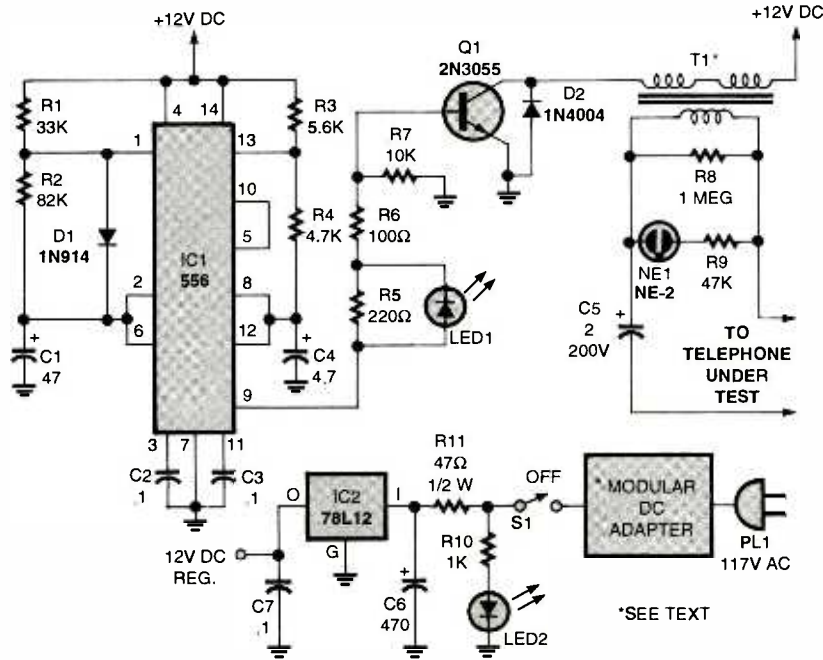 +12V DC
+12V DC
Q1
2N3055
T1*
D2
1N4004
R1
33K
4
14
R3
5.6K
1
13
R7
10K
R2
82K
10
R8
1 MEG
D1
1N914
IC1
556
5
R4
4.7K
R6
100Ω
NE1
NE-2
R9
47K
2
8
R5
220Ω
LED1
6
12
+
C1
47
+
C4
4.7
C5
2
200V
+
TO
TELEPHONE
UNDER
TEST
9
3
7
11
C2
.1
C3
.1
R11
47Ω
1/2 W
OFF
S1
O
IC2
78L12
I
G
*MODULAR
DC
ADAPTER
PL1
117V AC
12V DC
REG.
R10
1K
C7
.1
+
C6
470
LED2
*SEE TEXT